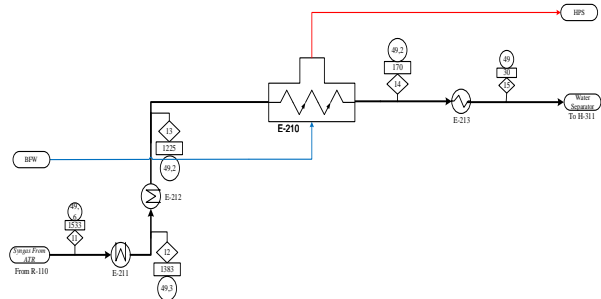 HPS
49,2
170
14
49
30
15
E-213
Water
Separator
To H-311
E-210
13
1225
49,2
BFW
E-212
49,
6
1533
11
Syngas From
ATR
From R-110
E-211
12
1383
49,3